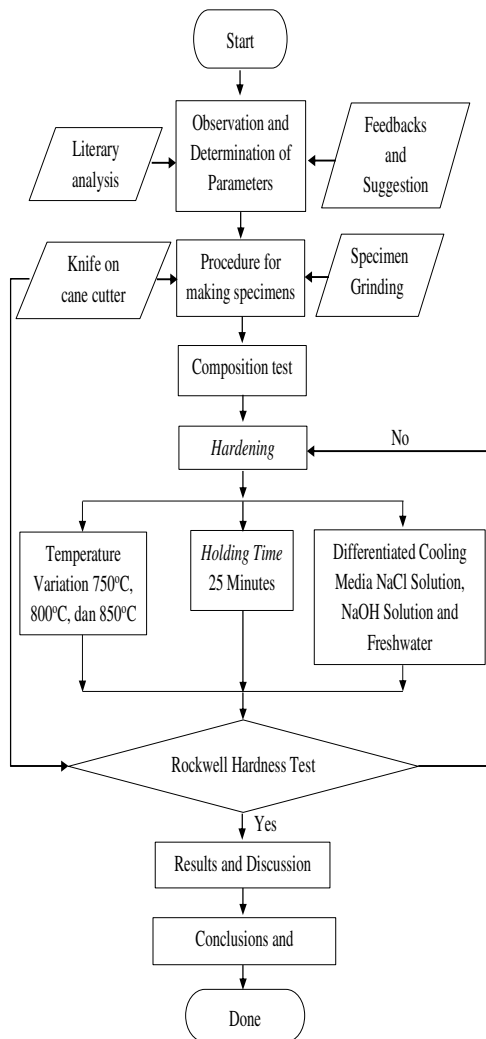 Start
Observation and
Determination of
Parameters
Literary
analysis
Feedbacks
and
Suggestion
Knife on
cane cutter
Procedure for
making specimens
Specimen
Grinding
Composition test
Hardening
No
Temperature
Variation 750ºC,
800ºC, dan 850ºC
Holding Time
25 Minutes
Differentiated Cooling
Media NaCl Solution,
NaOH Solution and
Freshwater
Rockwell Hardness Test
Yes
Results and Discussion
Conclusions and
Done